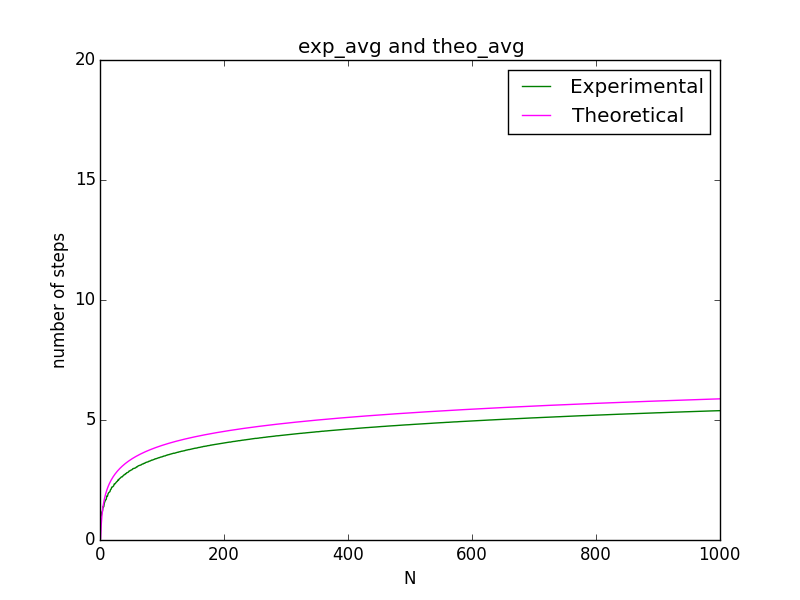 exp_avg and theo_avg
Experimental
Theoretical
20
15
10
5
0
number of steps
0 200 400 600 800 1000
N